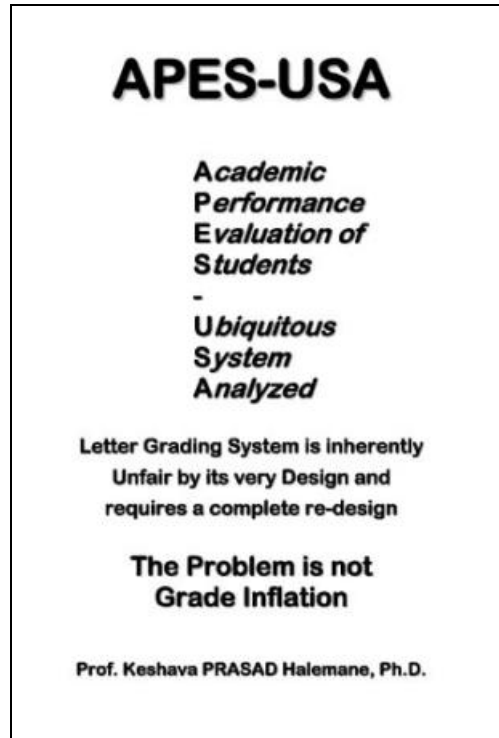 APES-USA
Academic
Performance
Evaluation of
Students
-
Ubiquitous
System
Analyzed
Letter Grading System is inherently
Unfair by its very Design and
requires a complete re-design
The Problem is not
Grade Inflation
Prof. Keshava PRASAD Halemane, Ph.D.